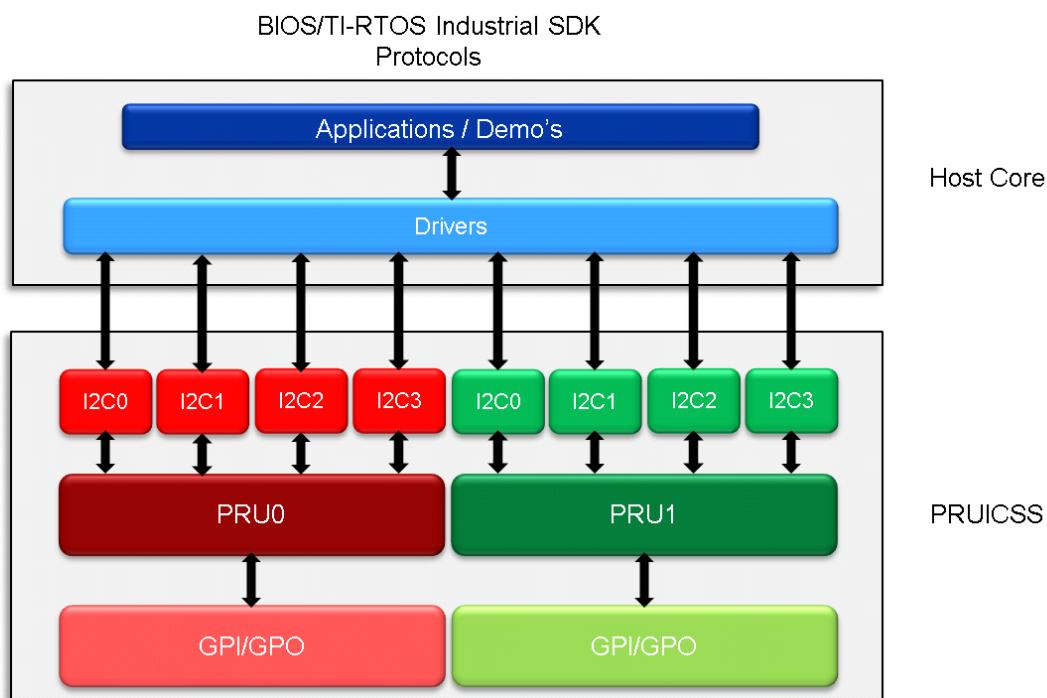 BIOS/TI-RTOS Industrial SDK
Protocols
Applications / Demo's
Host Core
Drivers
I2C0
I2C1
I2C2
I2C3
I2C0
I2C1
I2C2
I2C3
PRU0
PRU1
PRUICSS
GPI/GPO
GPI/GPO